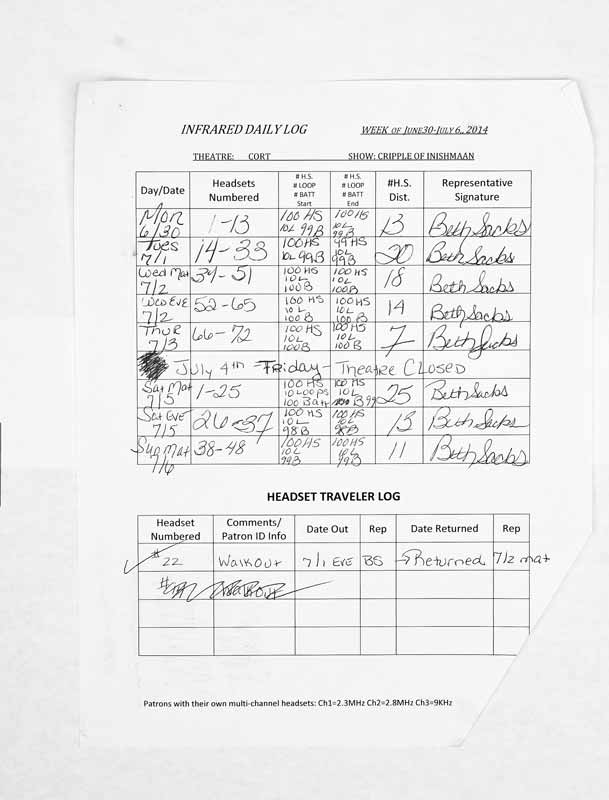 INFRARED DAILY LOG WEEK OF JUNE30-JULY 6, 2014
THEATRE: CORT SHOW: CRIPPLE OF INISHMAAN
Day/Date Headsets Numbered # H.S. # LOOP # BATT Start # H.S. # LOOP # BATT End #H.S. Dist. Representative Signature
Mon 6/30 1-13 100 HS 10L 99B 100 HS 10L 99B 13 Beth Sacks
Tues 7/1 14-33 100 HS 10L 99B 99 HS 10L 99B 20 Beth Sacks
Wed Mat 7/2 34-51 100 HS 10L 100B 100 HS 10L 100B 18 Beth Sacks
Wed Eve 7/2 52-65 100 HS 10L 100B 100 HS 10L 100B 14 Beth Sacks
Thur 7/3 66-72 100 HS 10L 100B 100 HS 10L 100B 7 Beth Sacks
July 4th - Friday - Theatre Closed
Sat Mat 7/5 1-25 100 HS 10 Loops 100 Batt 100 HS 10L 99 25 Beth Sacks
Sat Eve 7/5 26-37 100 HS 10L 98B 100 HS 10L 98B 13 Beth Sacks
Sun Mat 7/6 38-48 100 HS 10L 99B 100 HS 10L 99B 11 Beth Sacks
HEADSET TRAVELER LOG
Headset Numbered Comments/ Patron ID Info Date Out Rep Date Returned Rep
#22 Walkout 7/1 Eve BS → Returned 7/2 mat
Patrons with their own multi-channel headsets: Ch1=2.3MHz Ch2=2.8MHz Ch3=9KHz